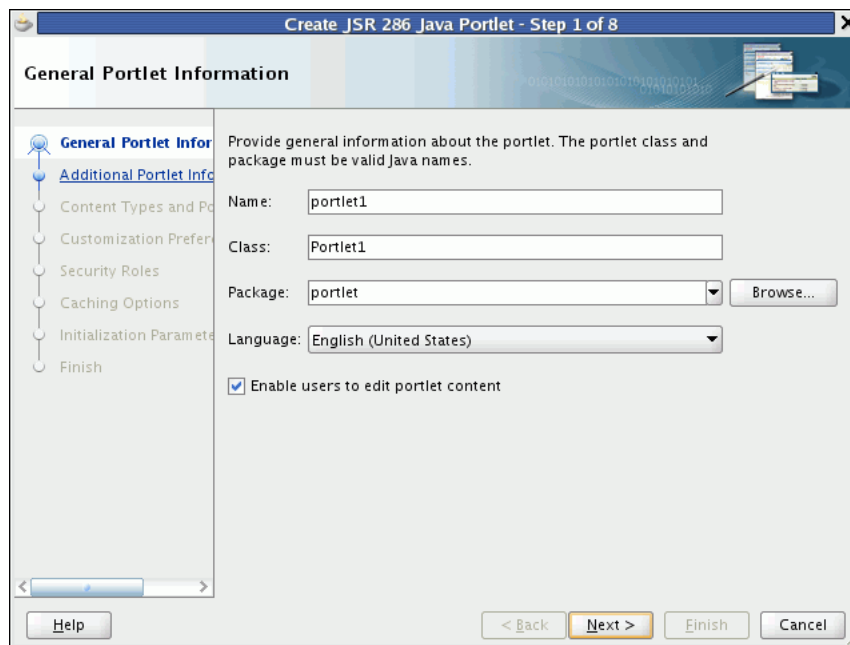 Create JSR 286 Java Portlet - Step 1 of 8
General Portlet Information
General Portlet Infor
Additional Portlet Info
Content Types and Po
Customization Prefer
Security Roles
Caching Options
Initialization Paramete
Finish
Provide general information about the portlet. The portlet class and
package must be valid Java names.
Name: portlet1
Class: Portlet1
Package: portlet Browse...
Language: English (United States)
Enable users to edit portlet content
Help < Back Next > Finish Cancel